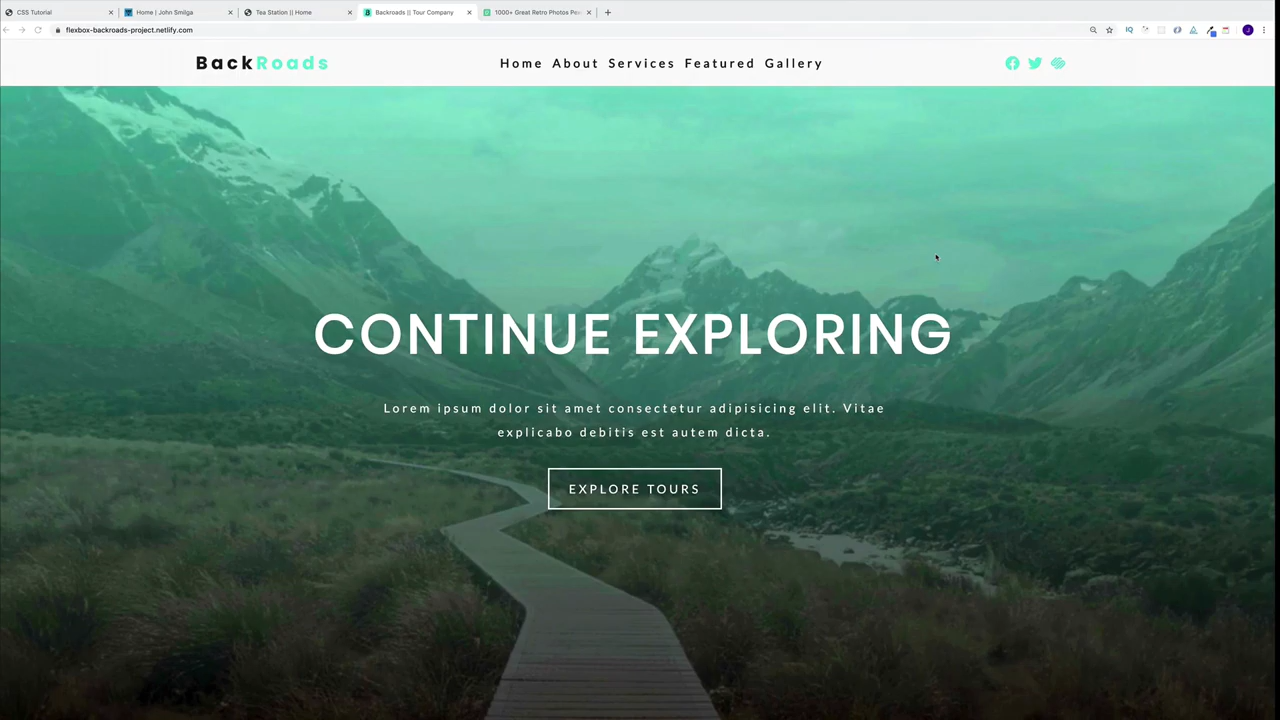 CSS Tutorial
Home | John Smilga
Tea Station || Home
Backroads || Tour Company
1000+ Great Retro Photos Pex
flexbox-backroads-project.netlify.com
BackRoads
Home About Services Featured Gallery
CONTINUE EXPLORING
Lorem ipsum dolor sit amet consectetur adipisicing elit. Vitae
explicabo debitis est autem dicta.
EXPLORE TOURS